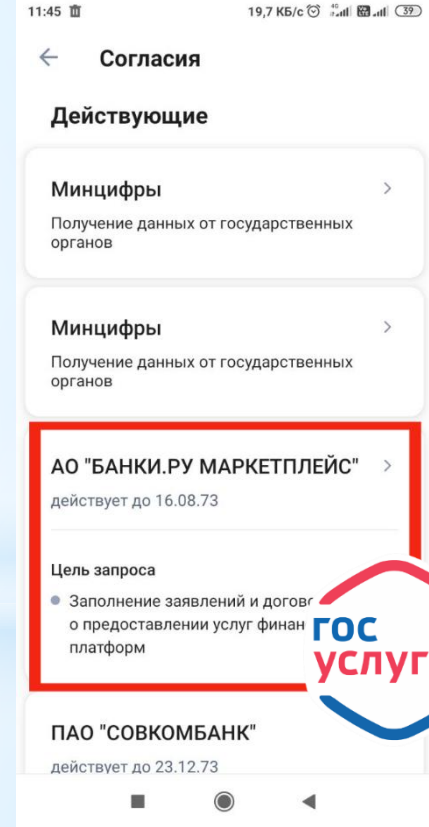 11:45 19,7 КБ/с 4G 39
Согласия
Действующие
Минцифры
Получение данных от государственных
органов
Минцифры
Получение данных от государственных
органов
АО "БАНКИ.РУ МАРКЕТПЛЕЙС"
действует до 16.08.73
Цель запроса
Заполнение заявлений и
о предоставлении услуг
платформ
гос
услуг
ПАО "СОВКОМБАНК"
действует до 23.12.73